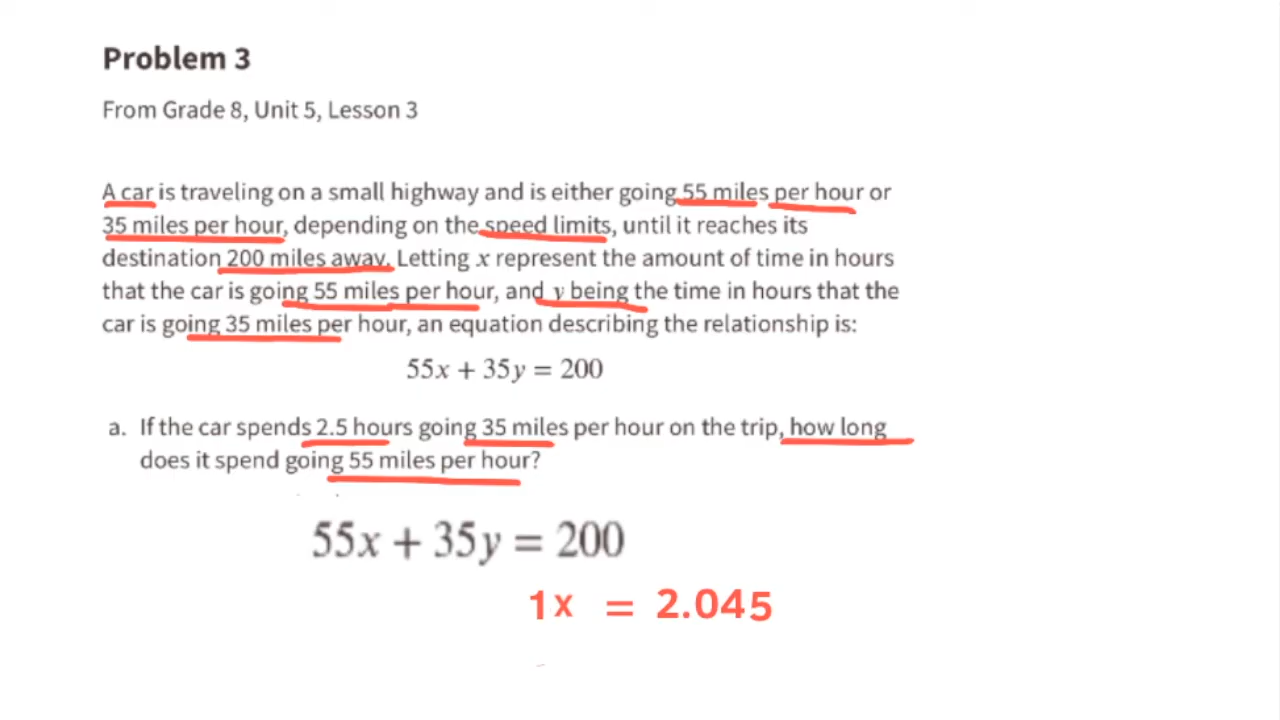 Problem 3
From Grade 8, Unit 5, Lesson 3
A car is traveling on a small highway and is either going 55 miles per hour or
35 miles per hour, depending on the speed limits, until it reaches its
destination 200 miles away. Letting x represent the amount of time in hours
that the car is going 55 miles per hour, and y being the time in hours that the
car is going 35 miles per hour, an equation describing the relationship is:
55x + 35y = 200
a. If the car spends 2.5 hours going 35 miles per hour on the trip, how long
does it spend going 55 miles per hour?
55x + 35y = 200
1x = 2.045